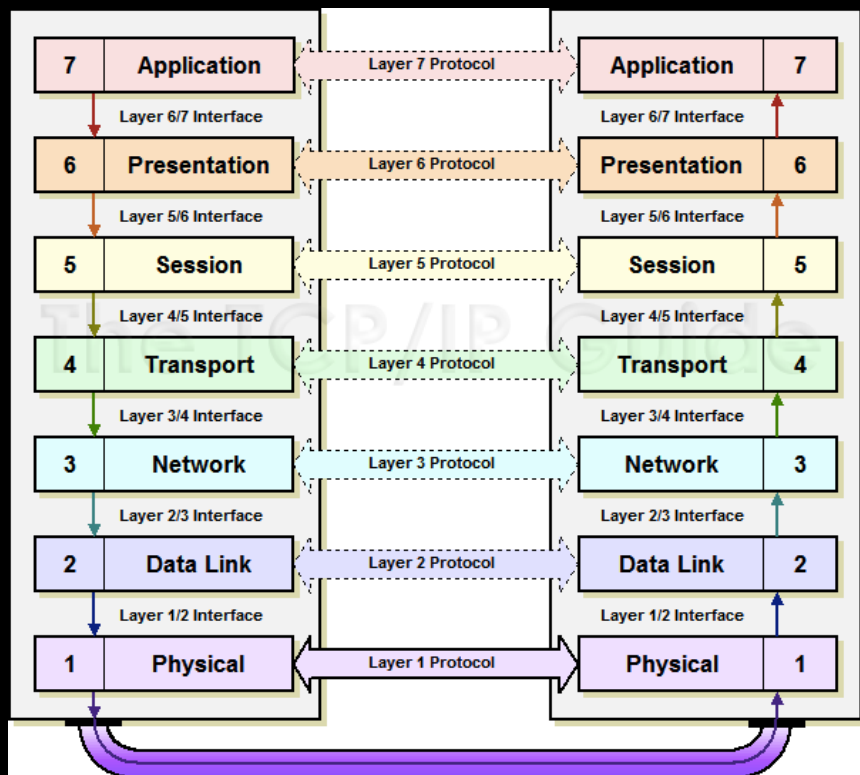 7 Application Layer 7 Protocol Application 7
Layer 6/7 Interface Layer 6/7 Interface
6 Presentation Layer 6 Protocol Presentation 6
Layer 5/6 Interface Layer 5/6 Interface
5 Session Layer 5 Protocol Session 5
Layer 4/5 Interface Layer 4/5 Interface
The TCP/IP Guide
4 Transport Layer 4 Protocol Transport 4
Layer 3/4 Interface Layer 3/4 Interface
3 Network Layer 3 Protocol Network 3
Layer 2/3 Interface Layer 2/3 Interface
2 Data Link Layer 2 Protocol Data Link 2
Layer 1/2 Interface Layer 1/2 Interface
1 Physical Layer 1 Protocol Physical 1